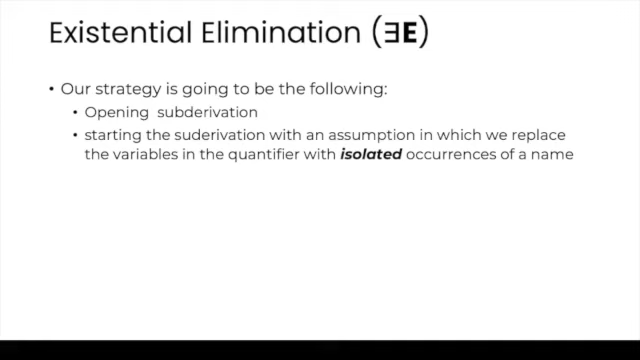 Existential Elimination (∃E)
• Our strategy is going to be the following:
• Opening subderivation
• starting the suderivation with an assumption in which we replace
the variables in the quantifier with isolated occurrences of a name